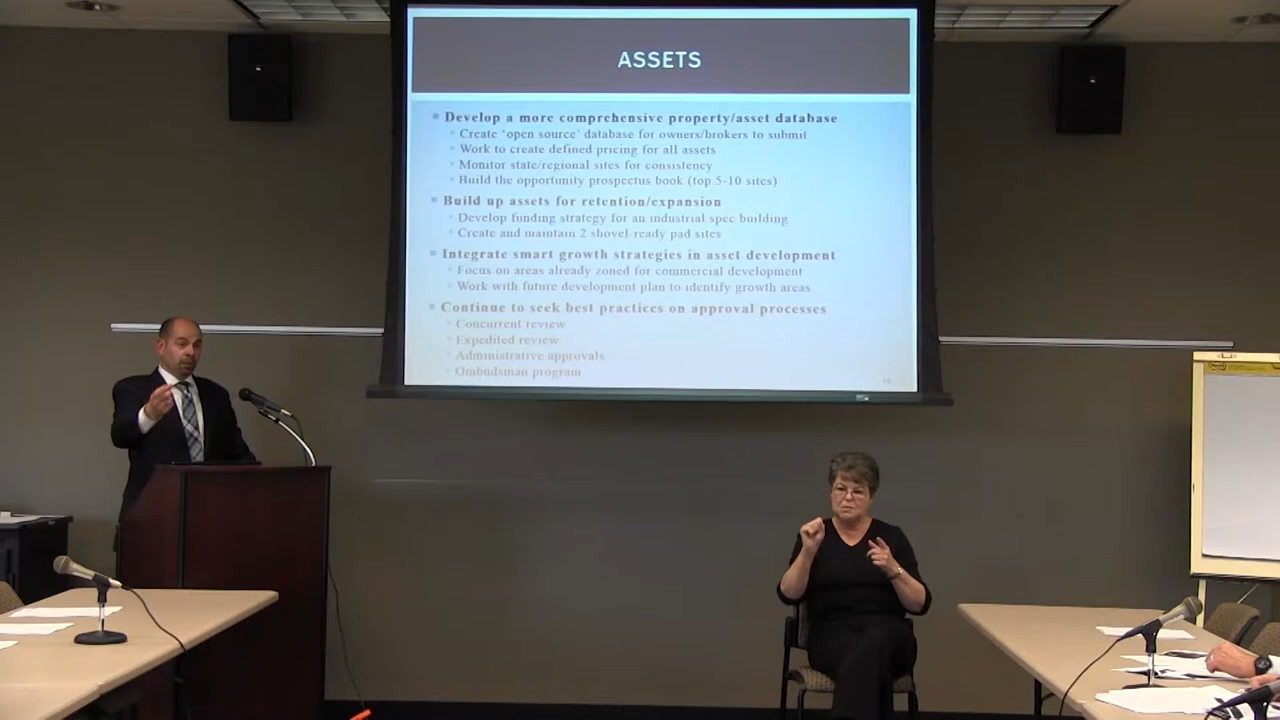 ASSETS
Develop a more comprehensive property/asset database
Create 'open source' database for owners/brokers to submit
Work to create defined pricing for all assets
Monitor state/regional sites for consistency
Build the opportunity prospectus book (top 5-10 sites)
Build up assets for retention/expansion
Develop funding strategy for an industrial spec building
Create and maintain 2 shovel-ready pad sites
Integrate smart growth strategies in asset development
Focus on areas already zoned for commercial development
Work with future development plan to identify growth areas
Continue to seek best practices on approval processes
Concurrent review
Expedited review
Administrative approvals
Ombudsman program